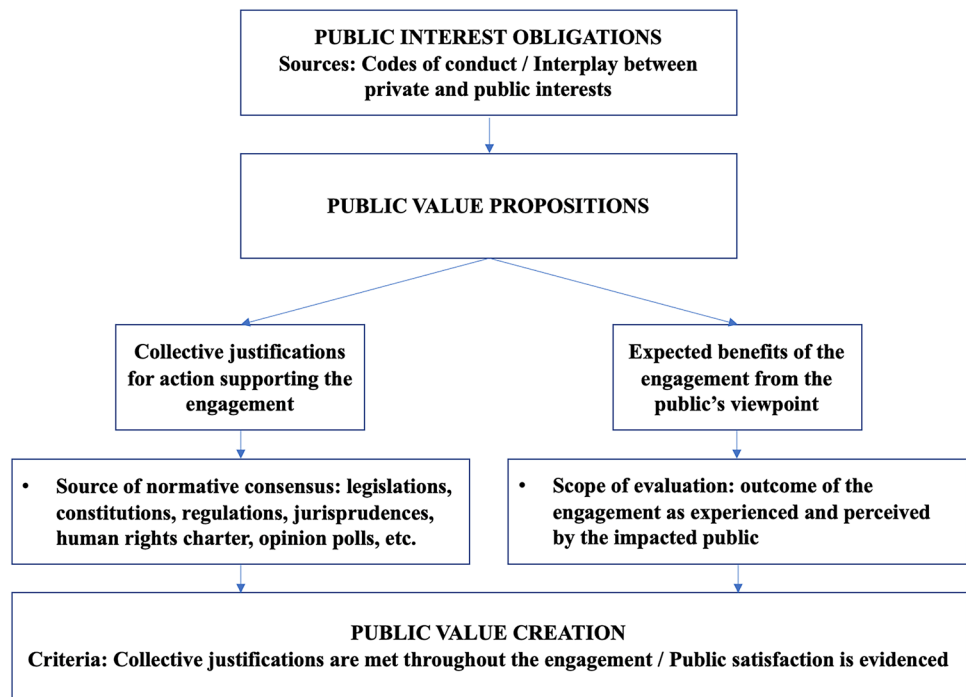 PUBLIC INTEREST OBLIGATIONS
Sources: Codes of conduct / Interplay between
private and public interests
PUBLIC VALUE PROPOSITIONS
Collective justifications
for action supporting the
engagement
Expected benefits of the
engagement from the
public’s viewpoint
• Source of normative consensus: legislations,
constitutions, regulations, jurisprudences,
human rights charter, opinion polls, etc.
• Scope of evaluation: outcome of the
engagement as experienced and perceived
by the impacted public
PUBLIC VALUE CREATION
Criteria: Collective justifications are met throughout the engagement / Public satisfaction is evidenced